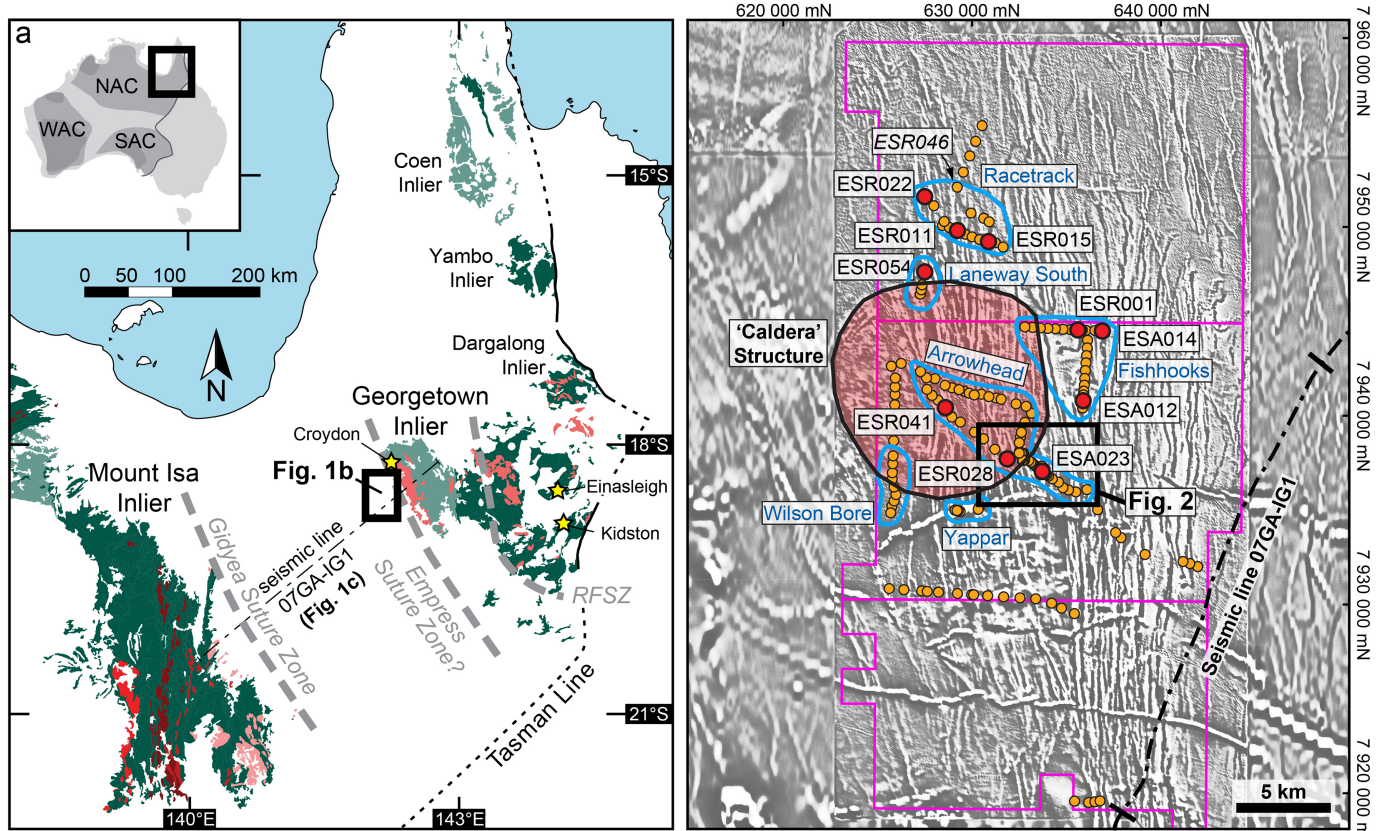 a
NAC
WAC
SAC
0 50 100 200 km
N
Coen
Inlier
15°S
Yambo
Inlier
Dargalong
Inlier
Georgetown
Inlier
Croydon
18°S
Fig. 1b
Mount Isa
Inlier
Einasleigh
Kidston
seismic line
07GA-IG1
(Fig. 1c)
Gidyea Suture Zone
Empress
Suture Zone?
RFSZ
Tasman Line
21°S
140°E
143°E
620 000 mN
630 000 mN
640 000 mN
7 960 000 mN
7 950 000 mN
7 940 000 mN
7 930 000 mN
7 920 000 m
ESR046
Racetrack
ESR022
ESR011
ESR015
ESR054
Laneway South
ESR001
'Caldera'
Structure
ESA014
Arrowhead
Fishhooks
ESA012
ESR041
ESR028
ESA023
Fig. 2
Wilson Bore
Yappar
Seismic line 07GA-IG1
5 km